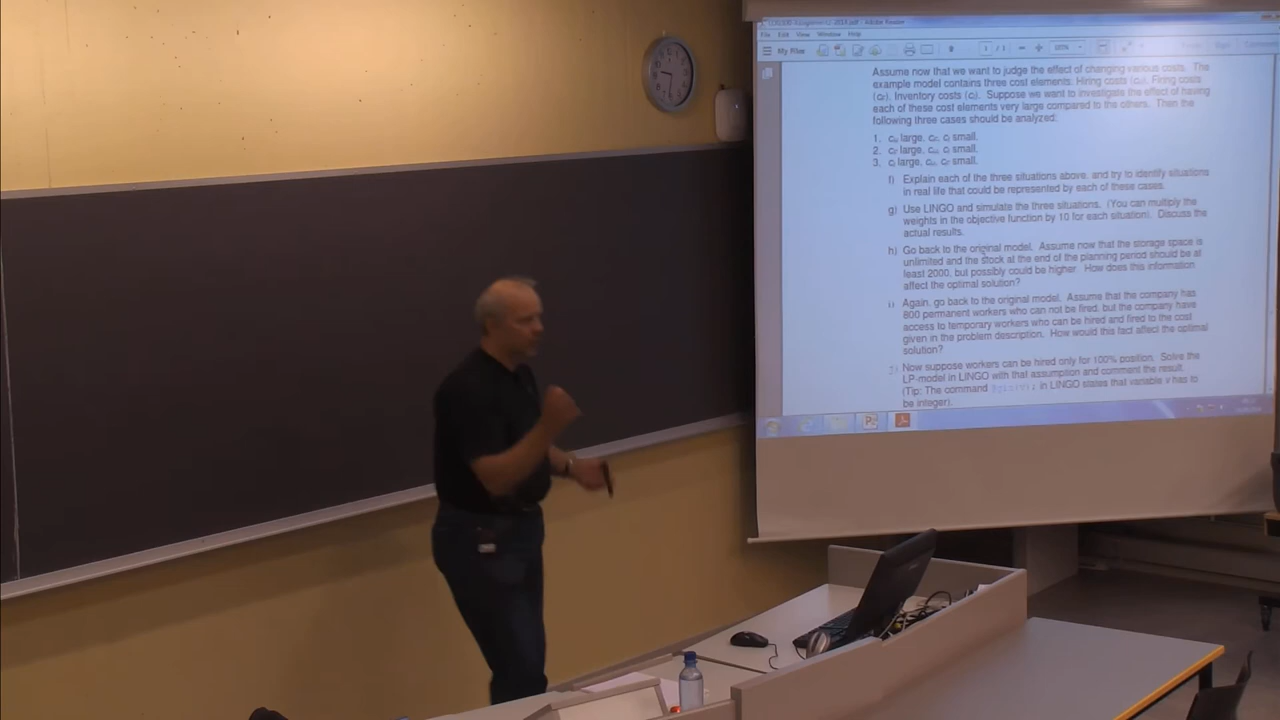 Adobe Reader
File Edit View Window Help
My Files
Assume now that we want to judge the effect of changing various costs. The
example model contains three cost elements. Hiring costs (cH), Firing costs
(cF), Inventory costs (cI). Suppose we want to investigate the effect of having
each of these cost elements very large compared to the others. Then the
following three cases should be analyzed:
1. cH large, cF, cI small.
2. cF large, cH, cI small.
3. cI large, cH, cF small.
f) Explain each of the three situations above, and try to identify situations
in real life that could be represented by each of these cases.
g) Use LINGO and simulate the three situations. (You can multiply the
weights in the objective function by 10 for each situation). Discuss the
actual results.
h) Go back to the original model. Assume now that the storage space is
unlimited and the stock at the end of the planning period should be at
least 2000, but possibly could be higher. How does this information
affect the optimal solution?
i) Again, go back to the original model. Assume that the company has
800 permanent workers who can not be fired, but the company have
access to temporary workers who can be hired and fired to the cost
given in the problem description. How would this fact affect the optimal
solution?
Now suppose workers can be hired only for 100% position. Solve the
LP-model in LINGO with that assumption and comment the result.
(Tip: The command in LINGO states that variable x has to
be integer).